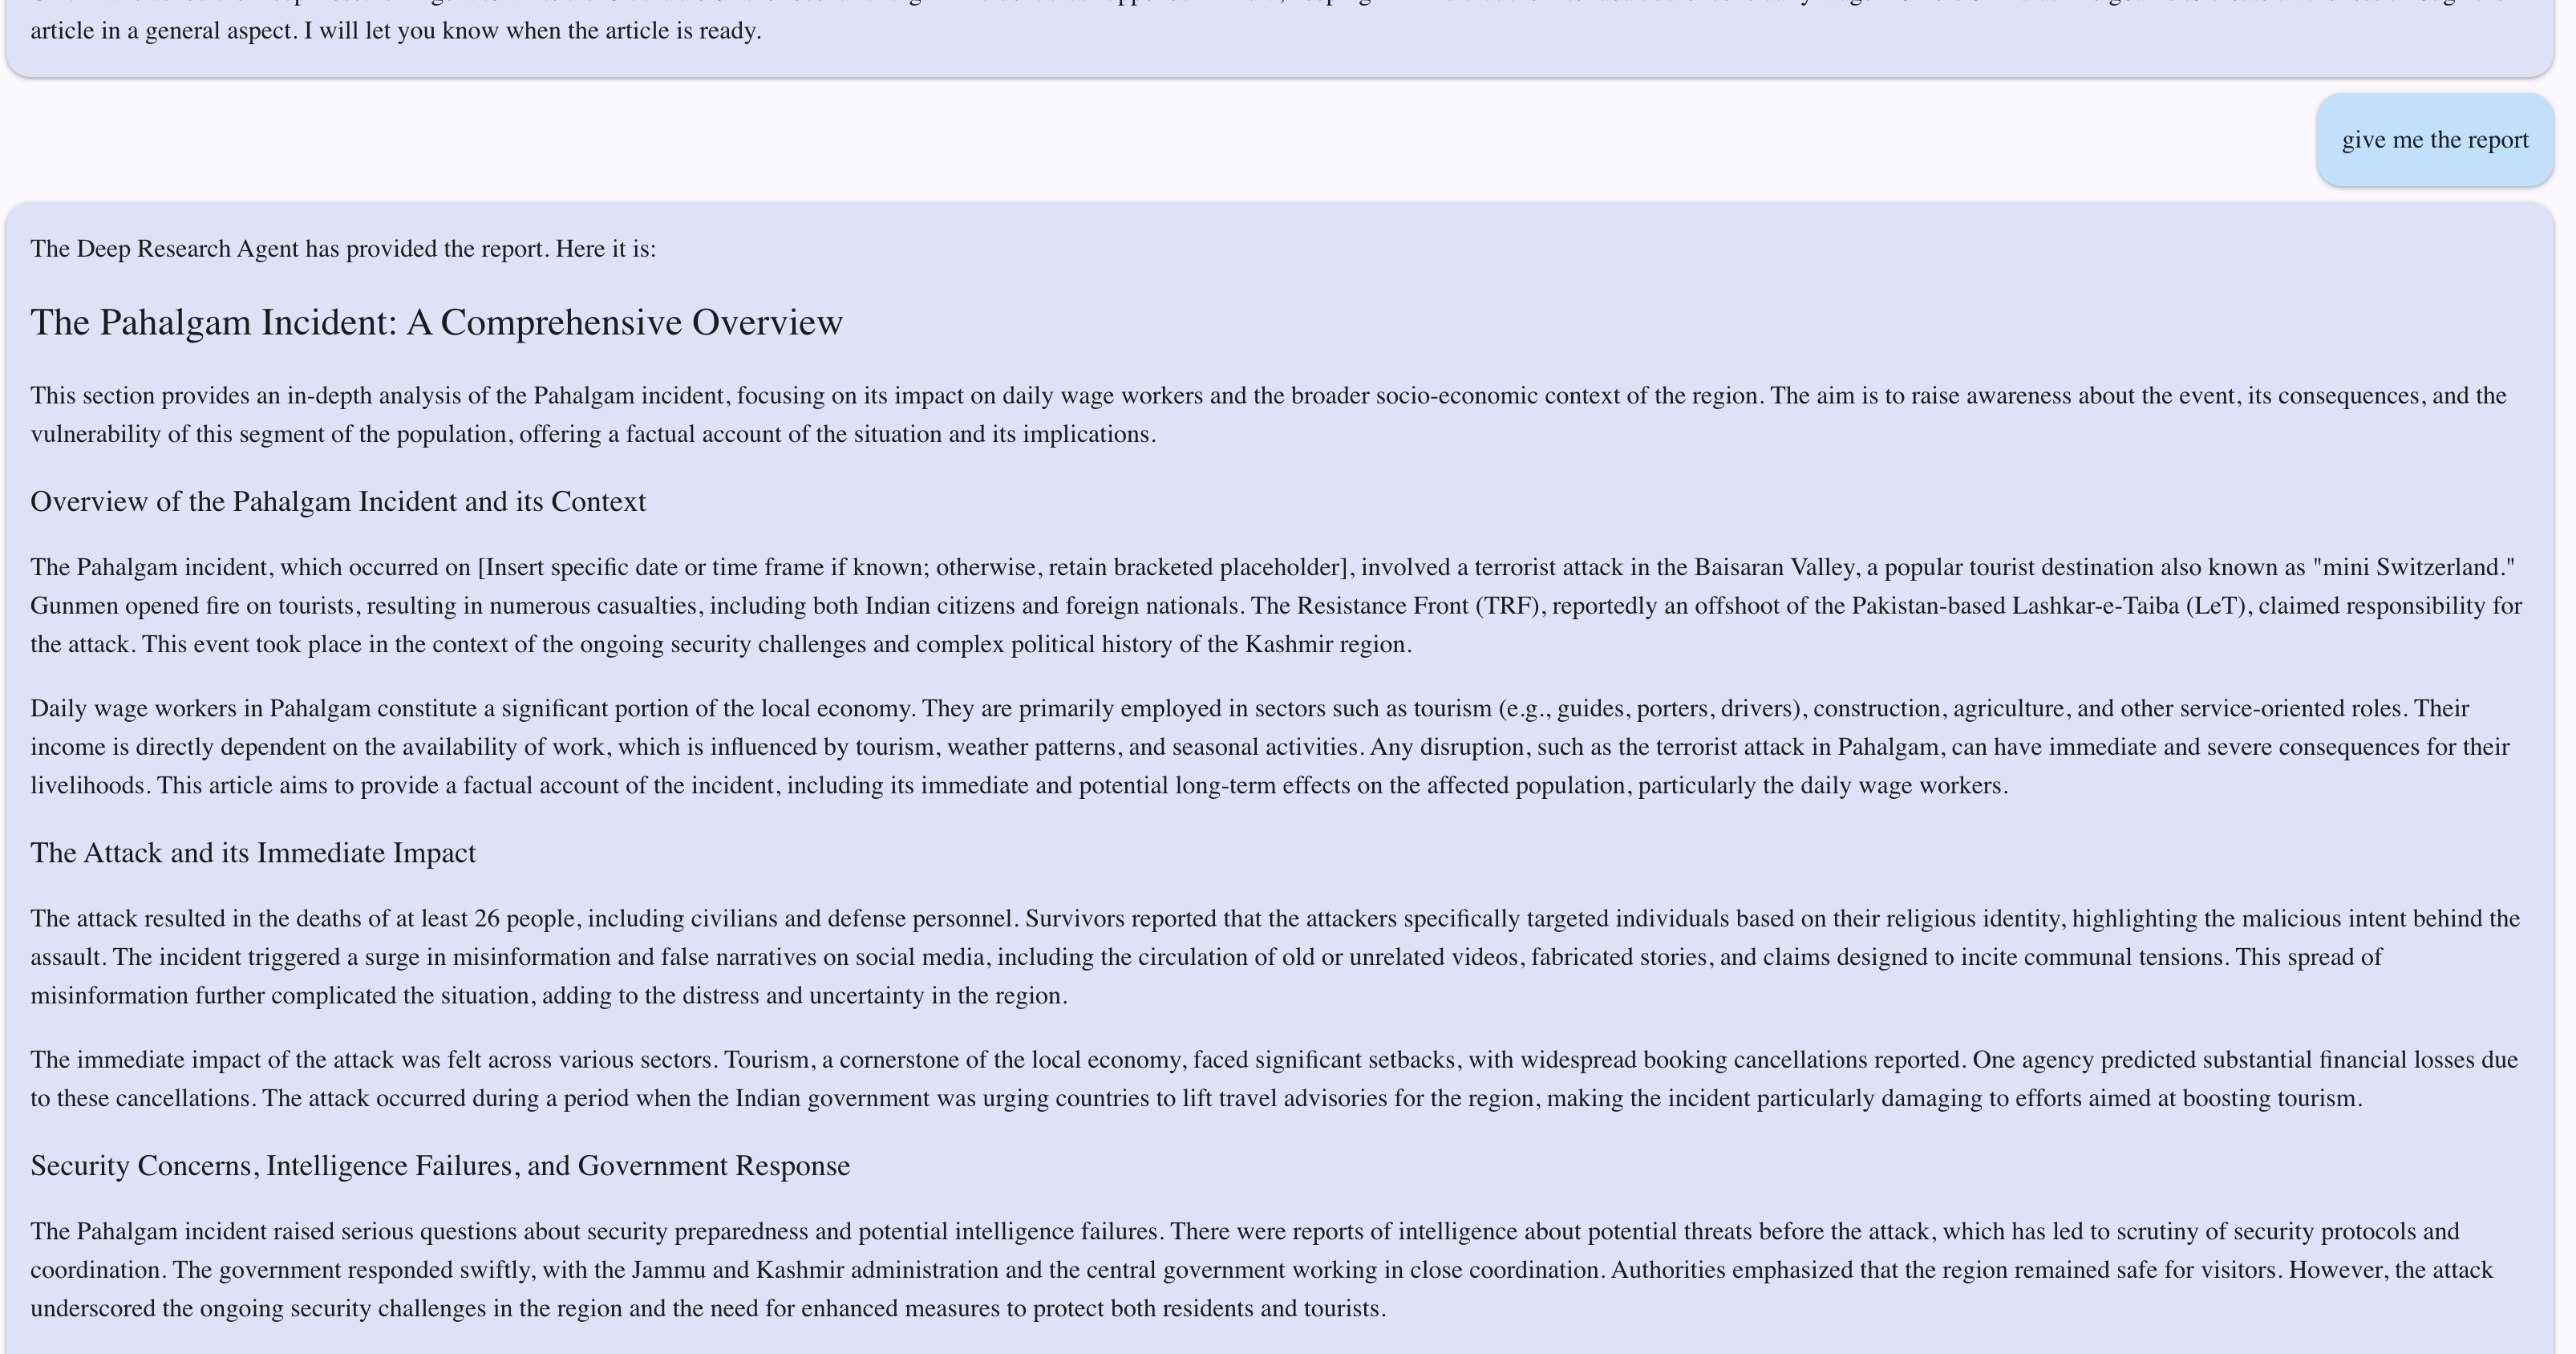 article in a general aspect. I will let you know when the article is ready.
give me the report
The Deep Research Agent has provided the report. Here it is:
The Pahalgam Incident: A Comprehensive Overview
This section provides an in-depth analysis of the Pahalgam incident, focusing on its impact on daily wage workers and the broader socio-economic context of the region. The aim is to raise awareness about the event, its consequences, and the
vulnerability of this segment of the population, offering a factual account of the situation and its implications.
Overview of the Pahalgam Incident and its Context
The Pahalgam incident, which occurred on [Insert specific date or time frame if known; otherwise, retain bracketed placeholder], involved a terrorist attack in the Baisaran Valley, a popular tourist destination also known as "mini Switzerland."
Gunmen opened fire on tourists, resulting in numerous casualties, including both Indian citizens and foreign nationals. The Resistance Front (TRF), reportedly an offshoot of the Pakistan-based Lashkar-e-Taiba (LeT), claimed responsibility for
the attack. This event took place in the context of the ongoing security challenges and complex political history of the Kashmir region.
Daily wage workers in Pahalgam constitute a significant portion of the local economy. They are primarily employed in sectors such as tourism (e.g., guides, porters, drivers), construction, agriculture, and other service-oriented roles. Their
income is directly dependent on the availability of work, which is influenced by tourism, weather patterns, and seasonal activities. Any disruption, such as the terrorist attack in Pahalgam, can have immediate and severe consequences for their
livelihoods. This article aims to provide a factual account of the incident, including its immediate and potential long-term effects on the affected population, particularly the daily wage workers.
The Attack and its Immediate Impact
The attack resulted in the deaths of at least 26 people, including civilians and defense personnel. Survivors reported that the attackers specifically targeted individuals based on their religious identity, highlighting the malicious intent behind the
assault. The incident triggered a surge in misinformation and false narratives on social media, including the circulation of old or unrelated videos, fabricated stories, and claims designed to incite communal tensions. This spread of
misinformation further complicated the situation, adding to the distress and uncertainty in the region.
The immediate impact of the attack was felt across various sectors. Tourism, a cornerstone of the local economy, faced significant setbacks, with widespread booking cancellations reported. One agency predicted substantial financial losses due
to these cancellations. The attack occurred during a period when the Indian government was urging countries to lift travel advisories for the region, making the incident particularly damaging to efforts aimed at boosting tourism.
Security Concerns, Intelligence Failures, and Government Response
The Pahalgam incident raised serious questions about security preparedness and potential intelligence failures. There were reports of intelligence about potential threats before the attack, which has led to scrutiny of security protocols and
coordination. The government responded swiftly, with the Jammu and Kashmir administration and the central government working in close coordination. Authorities emphasized that the region remained safe for visitors. However, the attack
underscored the ongoing security challenges in the region and the need for enhanced measures to protect both residents and tourists.